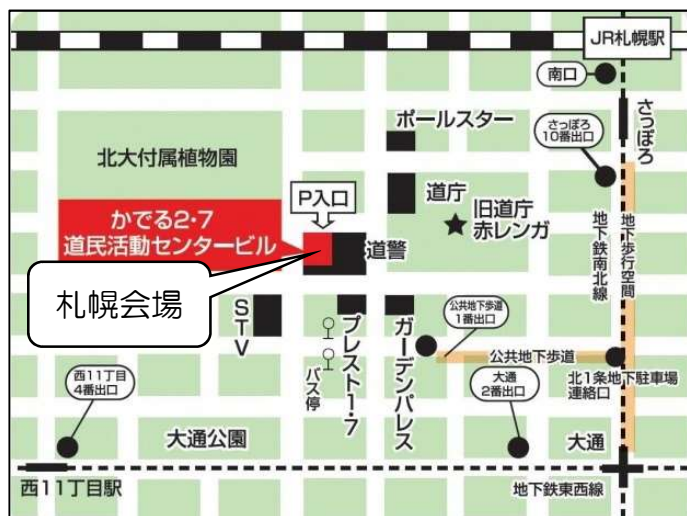 JR札幌駅
南口
さっぽろ
さっぽろ
10番出口
ポールスター
北大付属植物園
P入口
道庁
旧道庁
赤レンガ
かでる2・7
道民活動センタービル
道警
地下鉄南北線
地下歩行空間
札幌会場
STV
プレスト1・7
ガーデンパレス
バス停
公共地下歩道
1番出口
公共地下歩道
北1条地下駐車場
連絡口
西11丁目
4番出口
大通
2番出口
大通公園
大通
西11丁目駅
地下鉄東西線